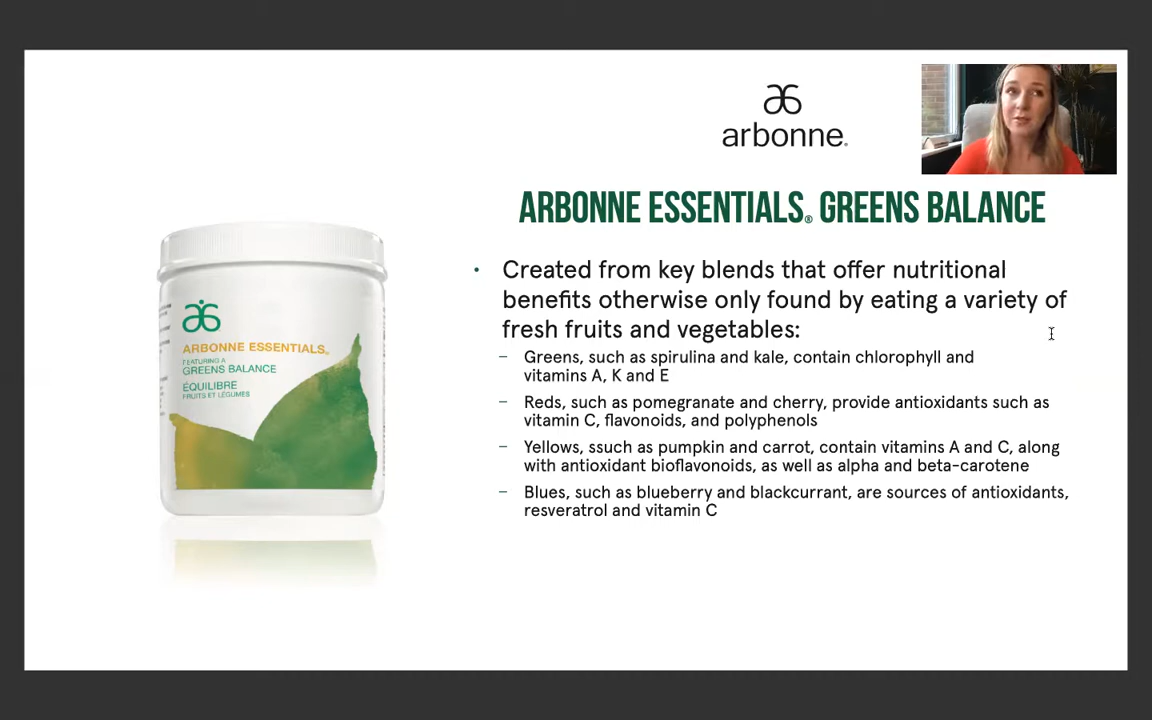 arbonne®
ARBONNE ESSENTIALS® GREENS BALANCE
• Created from key blends that offer nutritional
benefits otherwise only found by eating a variety of
fresh fruits and vegetables:
– Greens, such as spirulina and kale, contain chlorophyll and
vitamins A, K and E
– Reds, such as pomegranate and cherry, provide antioxidants such as
vitamin C, flavonoids, and polyphenols
– Yellows, ssuch as pumpkin and carrot, contain vitamins A and C, along
with antioxidant bioflavonoids, as well as alpha and beta-carotene
– Blues, such as blueberry and blackcurrant, are sources of antioxidants,
resveratrol and vitamin C
ARBONNE ESSENTIALS®
FEATURING A
GREENS BALANCE
ÉQUILIBRE
FRUITS ET LÉGUMES